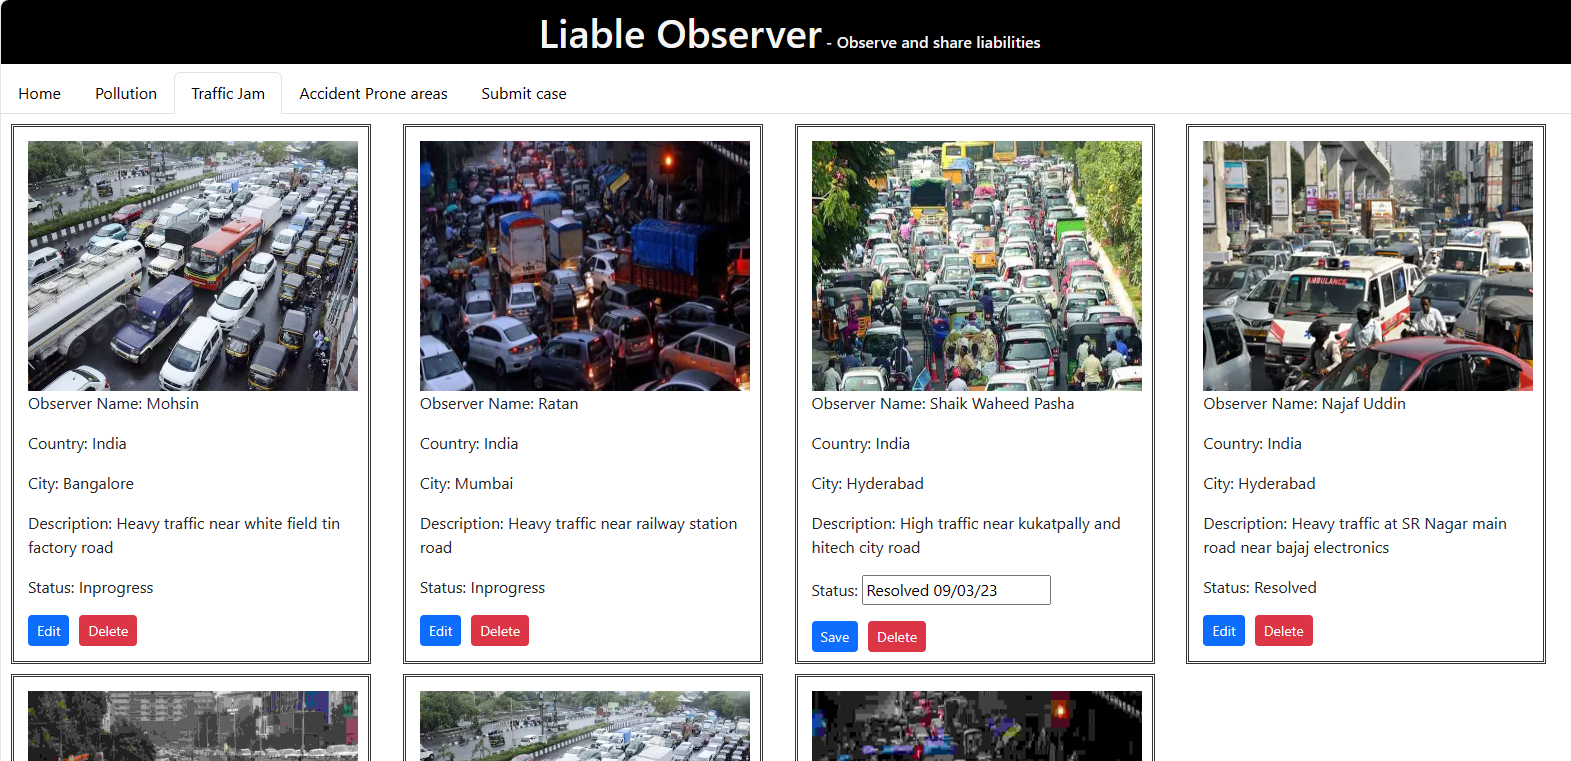 Liable Observer - Observe and share liabilities
Home Pollution Traffic Jam Accident Prone areas Submit case
AMBULANCE
Observer Name: Mohsin
Country: India
City: Bangalore
Description: Heavy traffic near white field tin
factory road
Status: Inprogress
Edit Delete
Observer Name: Ratan
Country: India
City: Mumbai
Description: Heavy traffic near railway station
road
Status: Inprogress
Edit Delete
Observer Name: Shaik Waheed Pasha
Country: India
City: Hyderabad
Description: High traffic near kukatpally and
hitech city road
Status: Resolved 09/03/23
Save Delete
Observer Name: Najaf Uddin
Country: India
City: Hyderabad
Description: Heavy traffic at SR Nagar main
road near bajaj electronics
Status: Resolved
Edit Delete